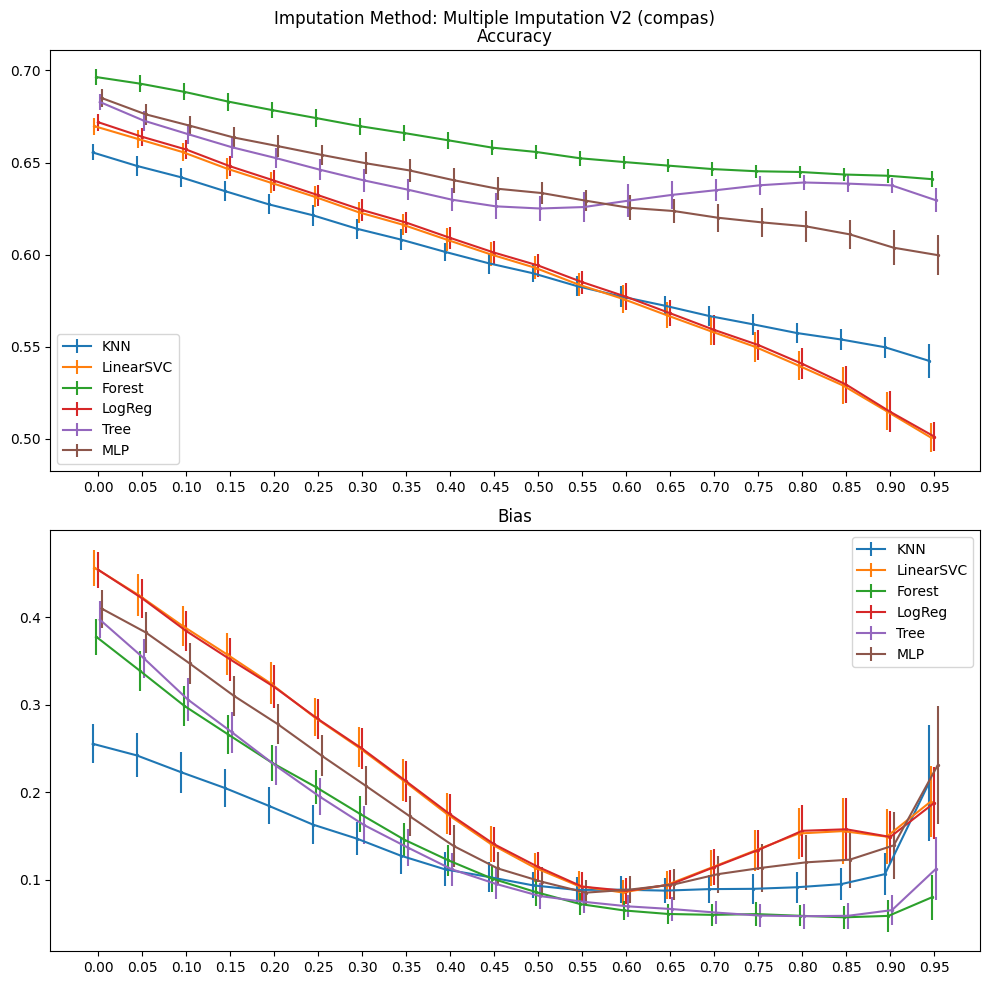 Imputation Method: Multiple Imputation V2 (compas)
Accuracy
0.70
0.65
0.60
0.55
0.50
KNN
LinearSVC
Forest
LogReg
Tree
MLP
0.00 0.05 0.10 0.15 0.20 0.25 0.30 0.35 0.40 0.45 0.50 0.55 0.60 0.65 0.70 0.75 0.80 0.85 0.90 0.95
Bias
0.4
0.3
0.2
0.1
KNN
LinearSVC
Forest
LogReg
Tree
MLP
0.00 0.05 0.10 0.15 0.20 0.25 0.30 0.35 0.40 0.45 0.50 0.55 0.60 0.65 0.70 0.75 0.80 0.85 0.90 0.95